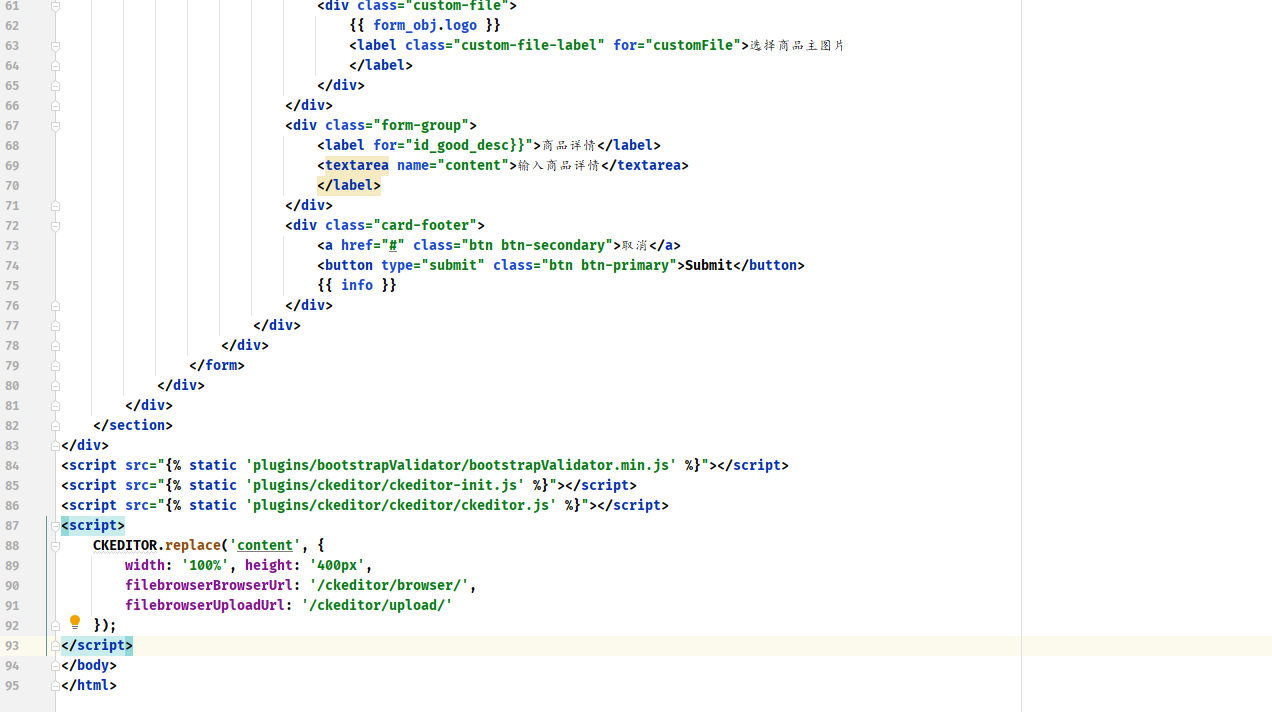 61 <div class="custom-file">
62 {{ form_obj.logo }}
63 <label class="custom-file-label" for="customFile">选择商品主图片
64 </label>
65 </div>
66 </div>
67 <div class="form-group">
68 <label for="id_good_desc}}">商品详情</label>
69 <textarea name="content">输入商品详情</textarea>
70 </label>
71 </div>
72 <div class="card-footer">
73 <a href="#" class="btn btn-secondary">取消</a>
74 <button type="submit" class="btn btn-primary">Submit</button>
75 {{ info }}
76 </div>
77 </div>
78 </div>
79 </form>
80 </div>
81 </div>
82 </section>
83 </div>
84 <script src="{% static 'plugins/bootstrapValidator/bootstrapValidator.min.js' %}"></script>
85 <script src="{% static 'plugins/ckeditor/ckeditor-init.js' %}"></script>
86 <script src="{% static 'plugins/ckeditor/ckeditor/ckeditor.js' %}"></script>
87 <script>
88 CKEDITOR.replace('content', {
89 width: '100%', height: '400px',
90 filebrowserBrowserUrl: '/ckeditor/browser/',
91 filebrowserUploadUrl: '/ckeditor/upload/'
92 });
93 </script>
94 </body>
95 </html>